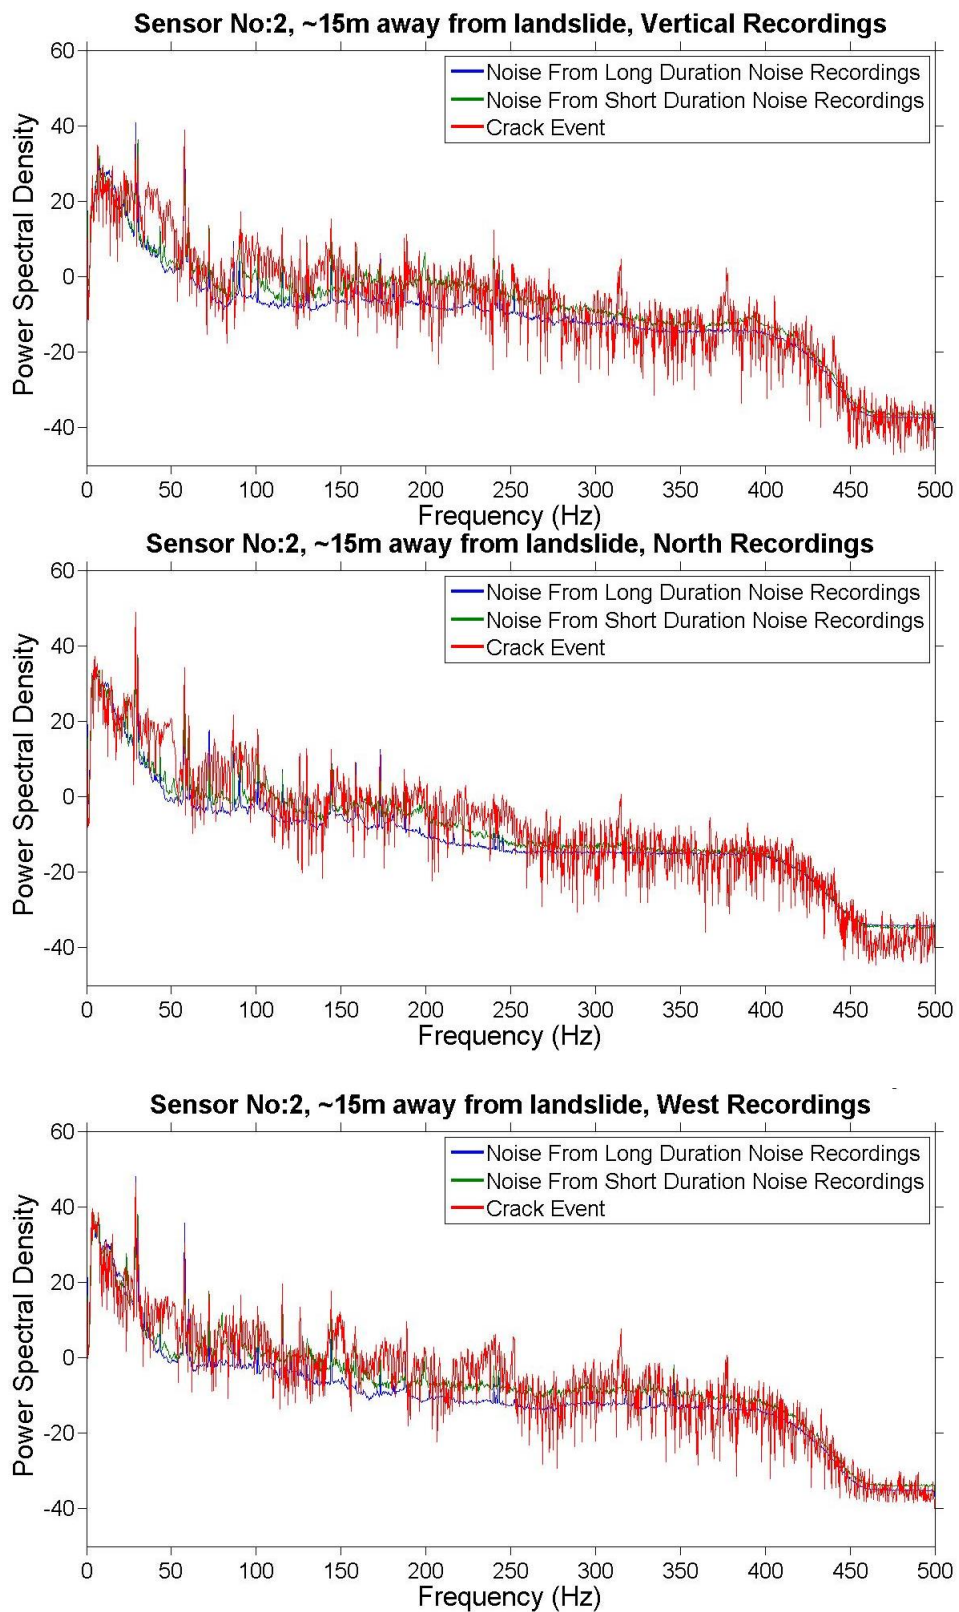 Sensor No:2, ~15m away from landslide, Vertical Recordings
60
40
20
0
-20
-40
Power Spectral Density
Noise From Long Duration Noise Recordings
Noise From Short Duration Noise Recordings
Crack Event
0 50 100 150 200 250 300 350 400 450 500
Frequency (Hz)
Sensor No:2, ~15m away from landslide, North Recordings
60
40
20
0
-20
-40
Power Spectral Density
Noise From Long Duration Noise Recordings
Noise From Short Duration Noise Recordings
Crack Event
0 50 100 150 200 250 300 350 400 450 500
Frequency (Hz)
Sensor No:2, ~15m away from landslide, West Recordings
60
40
20
0
-20
-40
Power Spectral Density
Noise From Long Duration Noise Recordings
Noise From Short Duration Noise Recordings
Crack Event
0 50 100 150 200 250 300 350 400 450 500
Frequency (Hz)